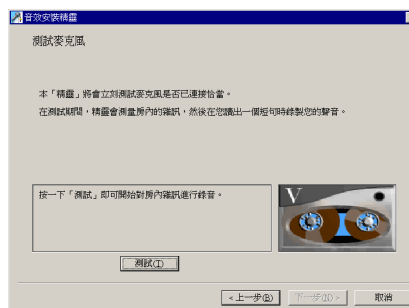 音效安裝精靈
測試麥克風
本「精靈」將會立刻測試麥克風是否已連接恰當。
在測試期間，精靈會測量房內的雜訊，然後在您讀出一個短句時錄製您的聲音。
按一下「測試」即可開始對房內雜訊進行錄音。
V
測試(T)
<上一步(B)
下一步(N)>
取消